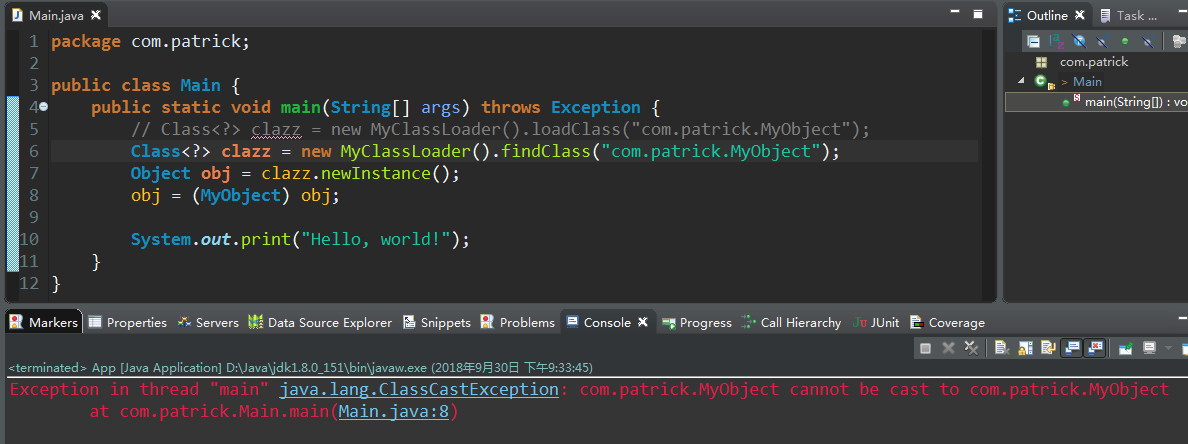 Main.java
Outline
Task ...
1 package com.patrick;
2
3 public class Main {
4 public static void main(String[] args) throws Exception {
5 // Class<?> clazz = new MyClassLoader().loadClass("com.patrick.MyObject");
6 Class<?> clazz = new MyClassLoader().findClass("com.patrick.MyObject");
7 Object obj = clazz.newInstance();
8 obj = (MyObject) obj;
9
10 System.out.print("Hello, world!");
11 }
12 }
com.patrick
> Main
main(String[]) : vo
Markers Properties Servers Data Source Explorer Snippets Problems Console Progress Call Hierarchy JUnit Coverage
<terminated> App [Java Application] D:\Java\jdk1.8.0_151\bin\javaw.exe (2018年9月30日 下午9:33:45)
Exception in thread "main" java.lang.ClassCastException: com.patrick.MyObject cannot be cast to com.patrick.MyObject
at com.patrick.Main.main(Main.java:8)